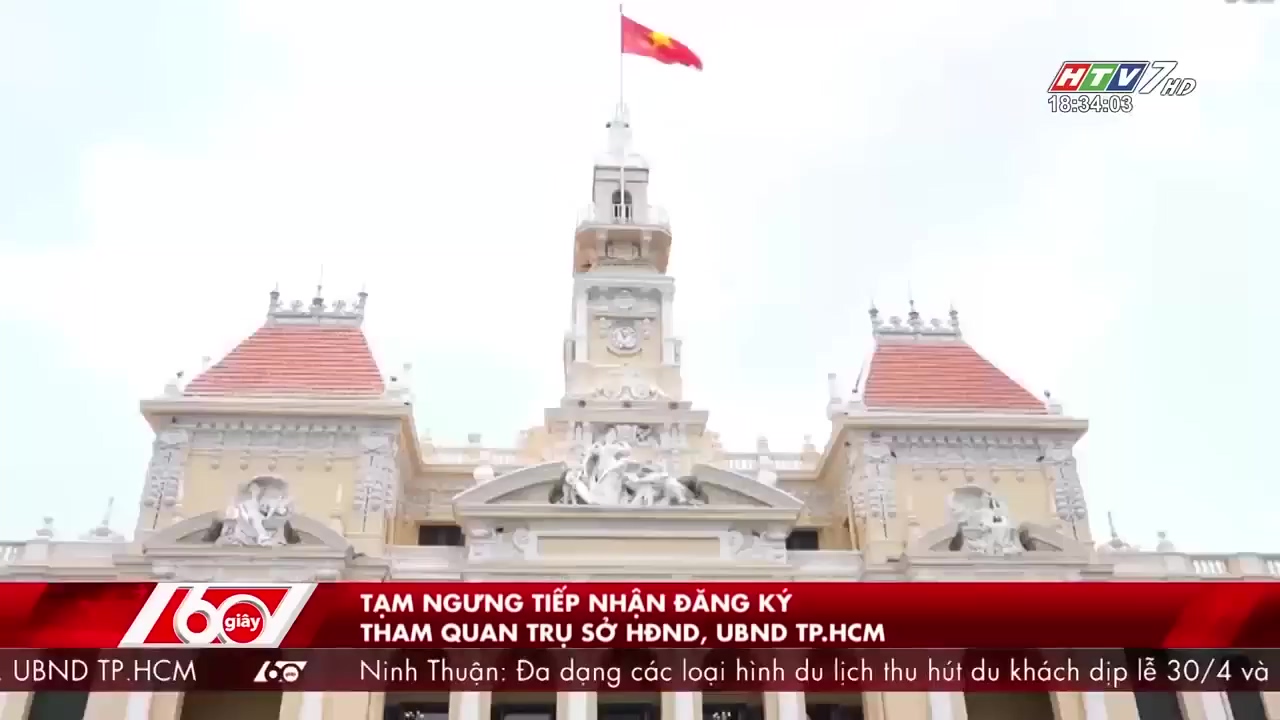 HTV7 HD
18:34:03
60 giây
TẠM NGƯNG TIẾP NHẬN ĐĂNG KÝ
THAM QUAN TRỤ SỞ HĐND, UBND TP.HCM
UBND TP.HCM
60 giây
Ninh Thuận: Đa dạng các loại hình du lịch thu hút du khách dịp lễ 30/4 và